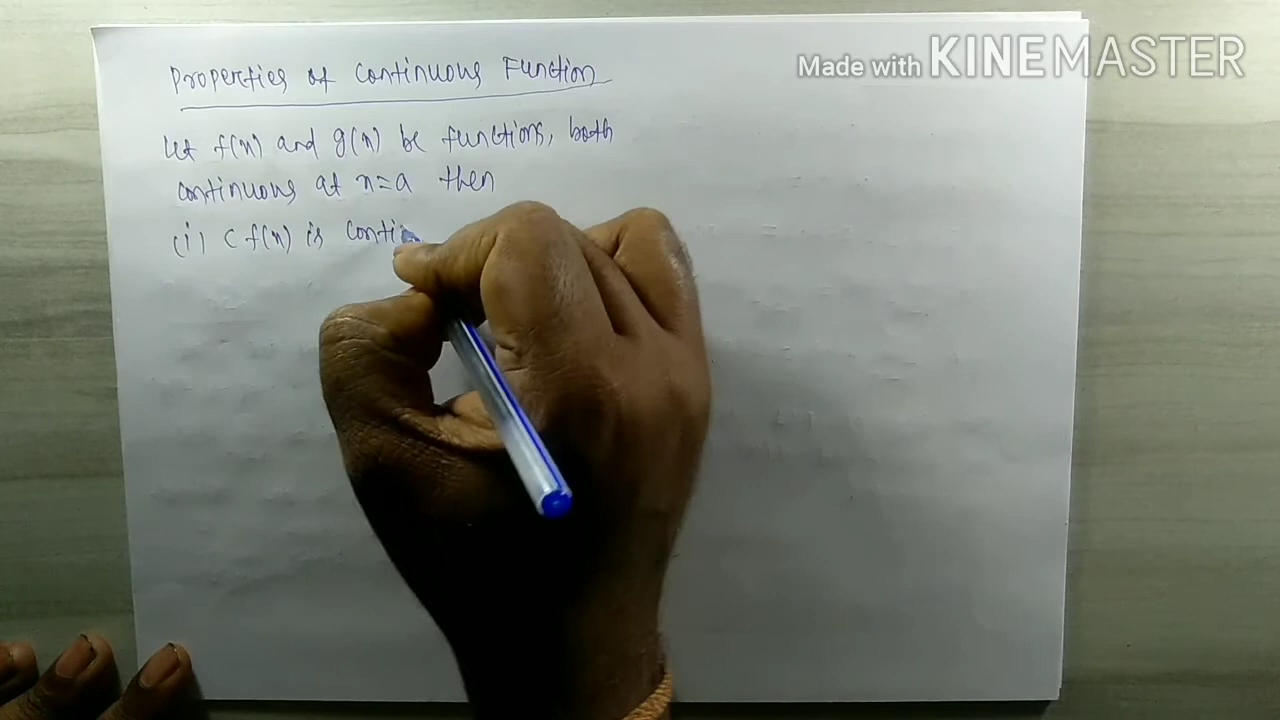 Made with KINEMASTER
Properties of Continuous Function
Let f(x) and g(x) be functions, both
continuous at x=a then
(i) C f(x) is conti